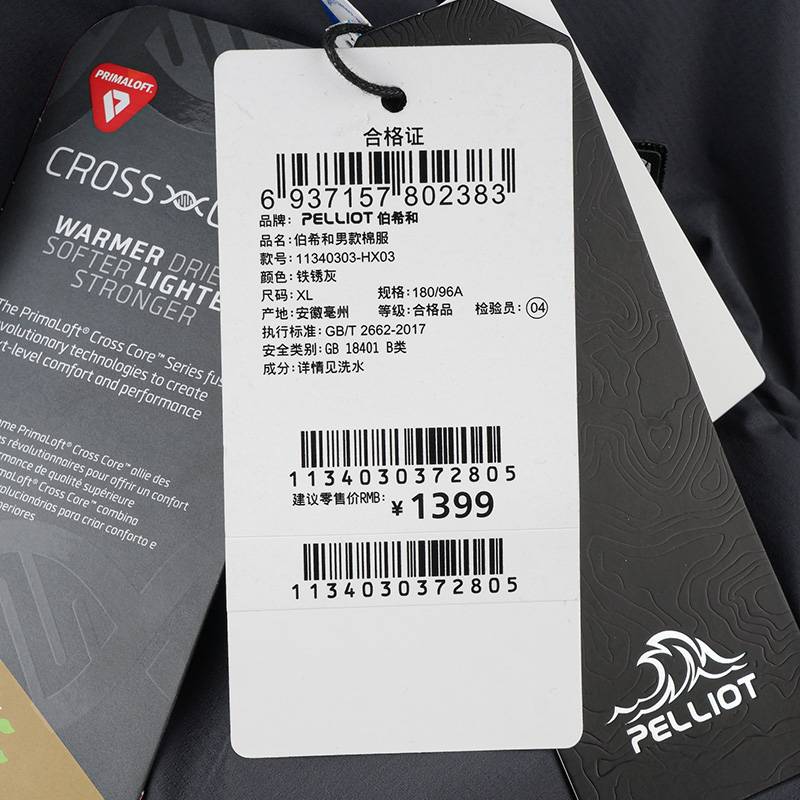 PRIMALOFT
CROSS
WARMER DRIE
SOFTER LIGHTE
STRONGER
The PrimaLoft® Cross Core™ Series fus
volutionary technologies to create
rt-level comfort and performance
me PrimaLoft® Cross Core™ allie des
s révolutionnaires pour offrir un confort
rmance de qualité supérieure
maLoft® Cross Core™ combina
volucionárias para criar conforto e
periores
合格证
6 937157 802383
品牌: PELLIOT 伯希和
品名:伯希和男款棉服
款号:11340303-HX03
颜色:铁锈灰
尺码:XL 规格:180/96A
产地:安徽亳州 等级:合格品 检验员:04
执行标准:GB/T 2662-2017
安全类别:GB 18401 B类
成分:详情见洗水
1134030372805
建议零售价RMB: ¥1399
1134030372805
PELLIOT